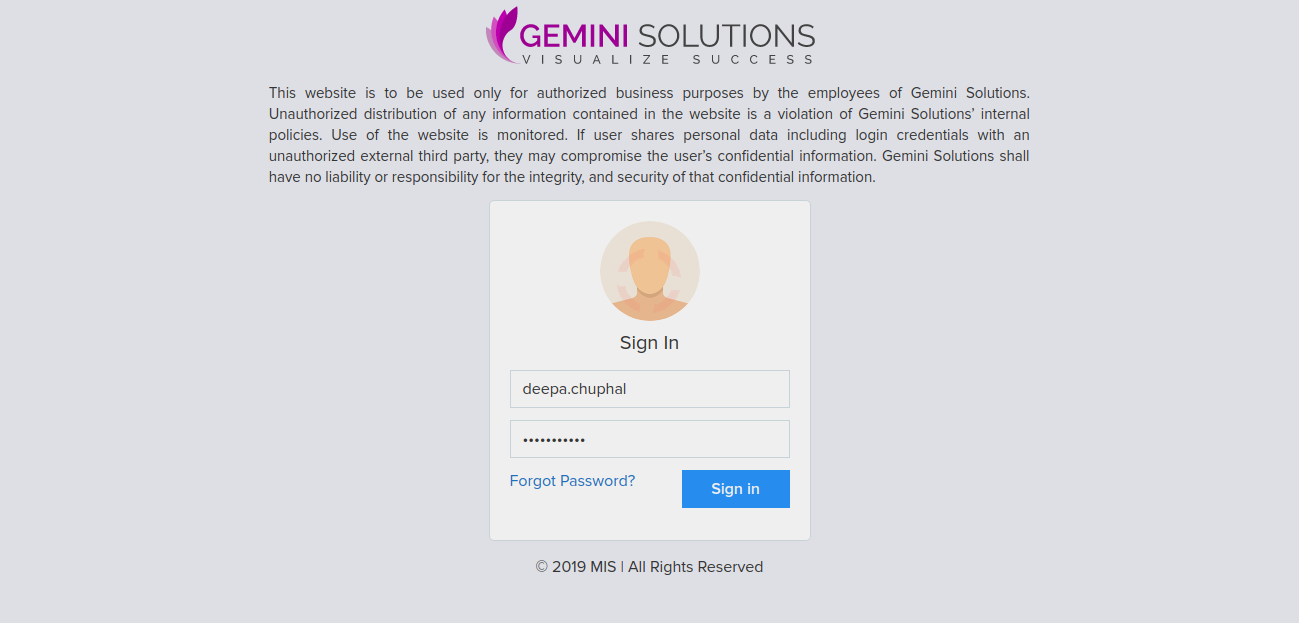 GEMINI SOLUTIONS
VISUALIZE SUCCESS
This website is to be used only for authorized business purposes by the employees of Gemini Solutions.
Unauthorized distribution of any information contained in the website is a violation of Gemini Solutions’ internal
policies. Use of the website is monitored. If user shares personal data including login credentials with an
unauthorized external third party, they may compromise the user’s confidential information. Gemini Solutions shall
have no liability or responsibility for the integrity, and security of that confidential information.
Sign In
deepa.chuphal
•••••••••••
Forgot Password?
Sign in
© 2019 MIS | All Rights Reserved